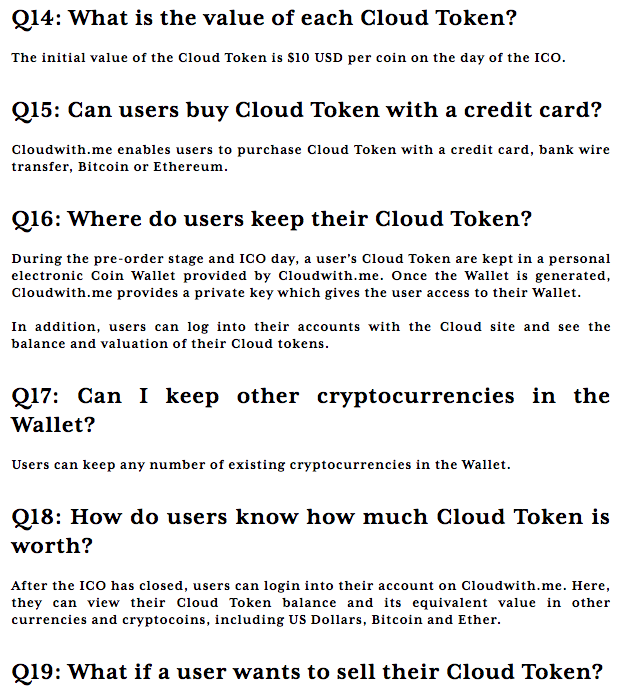 Q14: What is the value of each Cloud Token?
The initial value of the Cloud Token is $10 USD per coin on the day of the ICO.
Q15: Can users buy Cloud Token with a credit card?
Cloudwith.me enables users to purchase Cloud Token with a credit card, bank wire
transfer, Bitcoin or Ethereum.
Q16: Where do users keep their Cloud Token?
During the pre-order stage and ICO day, a user's Cloud Token are kept in a personal
electronic Coin Wallet provided by Cloudwith.me. Once the Wallet is generated,
Cloudwith.me provides a private key which gives the user access to their Wallet.
In addition, users can log into their accounts with the Cloud site and see the
balance and valuation of their Cloud tokens.
Q17: Can I keep other cryptocurrencies in the
Wallet?
Users can keep any number of existing cryptocurrencies in the Wallet.
Q18: How do users know how much Cloud Token is
worth?
After the ICO has closed, users can login into their account on Cloudwith.me. Here,
they can view their Cloud Token balance and its equivalent value in other
currencies and cryptocoins, including US Dollars, Bitcoin and Ether.
Q19: What if a user wants to sell their Cloud Token?